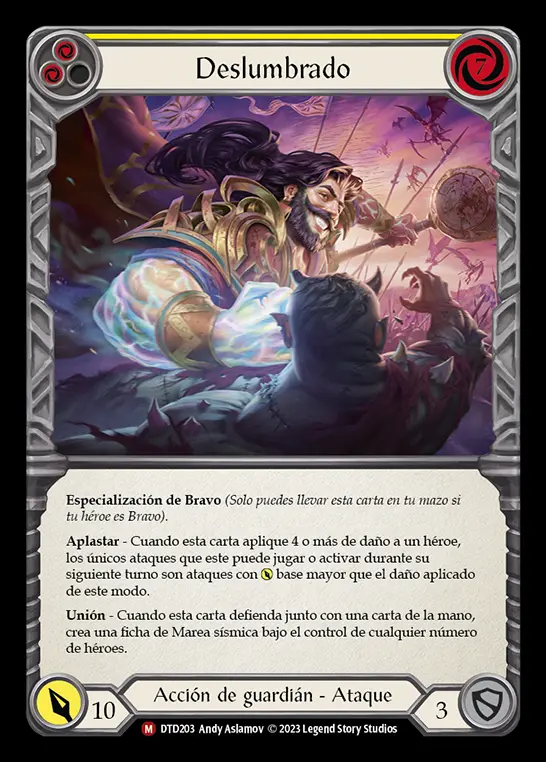 Deslumbrado
7
Especialización de Bravo (Solo puedes llevar esta carta en tu mazo si
tu héroe es Bravo).
Aplastar - Cuando esta carta aplique 4 o más de daño a un héroe,
los únicos ataques que este puede jugar o activar durante su
siguiente turno son ataques con base mayor que el daño aplicado
de este modo.
Unión - Cuando esta carta defienda junto con una carta de la mano,
crea una ficha de Marea sísmica bajo el control de cualquier número
de héroes.
10
Acción de guardián - Ataque
3
M DTD203 Andy Aslamov © 2023 Legend Story Studios